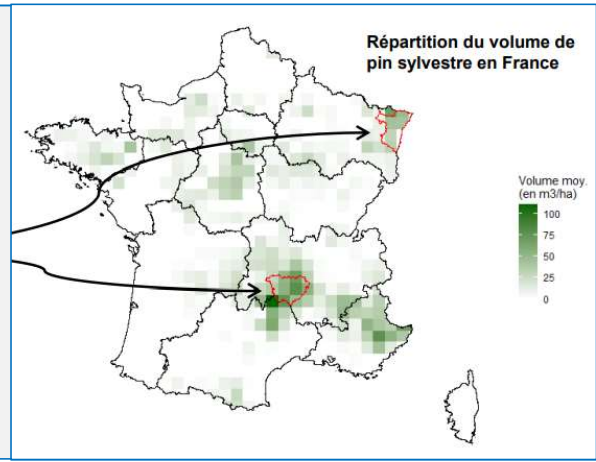 Répartition du volume de
pin sylvestre en France
Volume moy.
(en m3/ha)
100
75
50
25
0